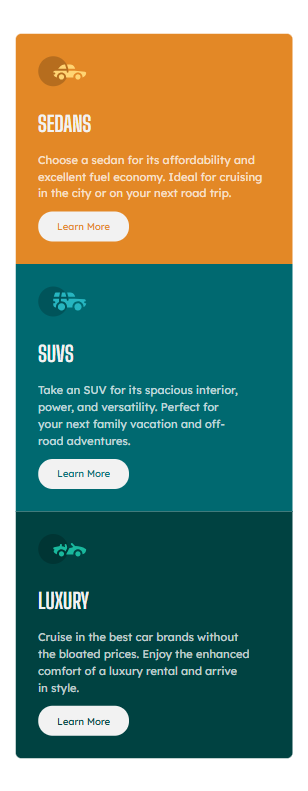 SEDANS
Choose a sedan for its affordability and
excellent fuel economy. Ideal for cruising
in the city or on your next road trip.
Learn More
SUVS
Take an SUV for its spacious interior,
power, and versatility. Perfect for
your next family vacation and off-
road adventures.
Learn More
LUXURY
Cruise in the best car brands without
the bloated prices. Enjoy the enhanced
comfort of a luxury rental and arrive
in style.
Learn More